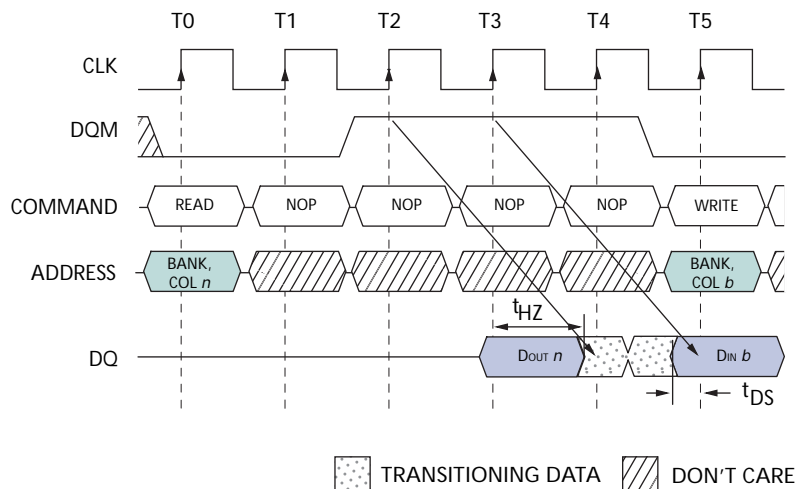 T0 T1 T2 T3 T4 T5
CLK
DQM
COMMAND READ NOP NOP NOP NOP WRITE
ADDRESS BANK, COL n BANK, COL b
tHZ
DQ DOUT n DIN b
tDS
TRANSITIONING DATA DON'T CARE